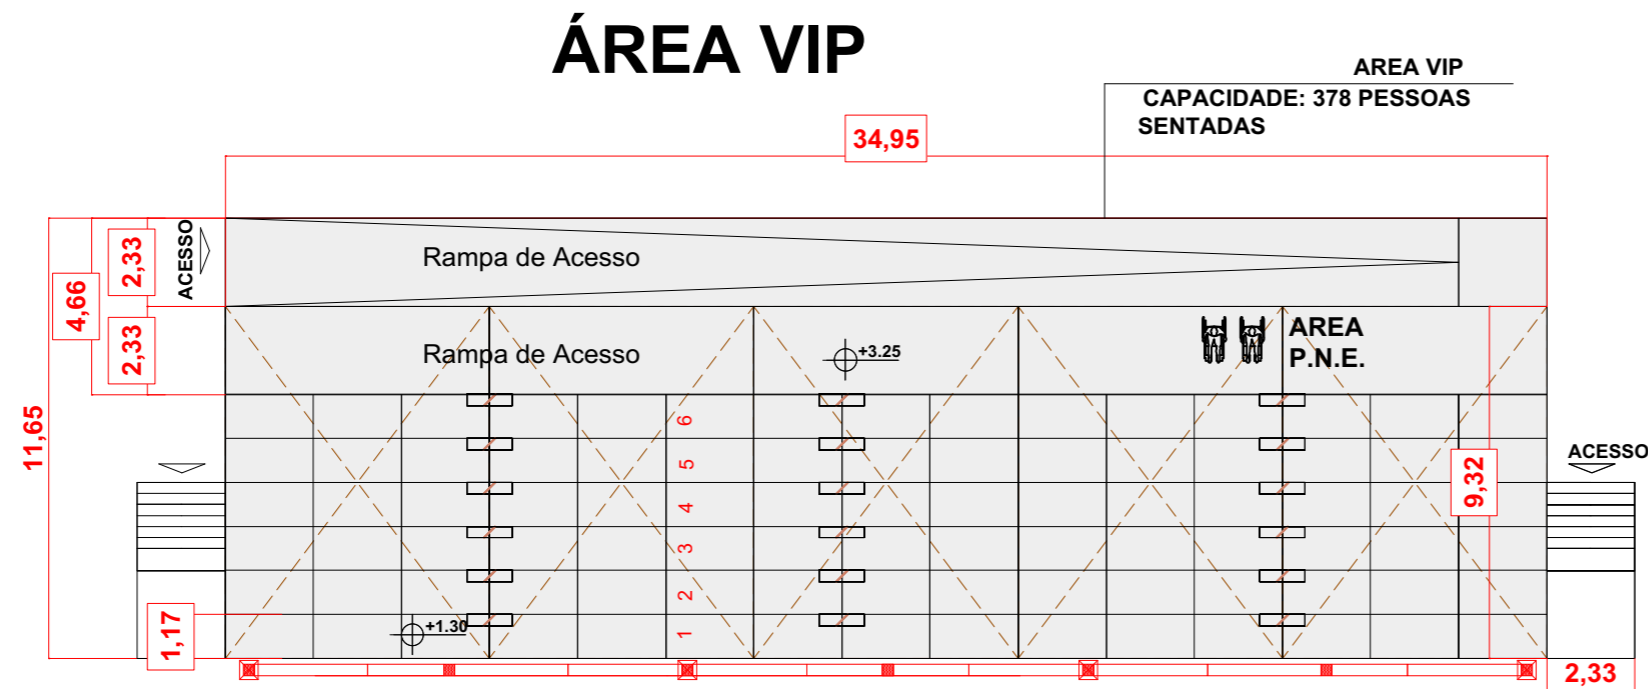 ÁREA VIP
AREA VIP
CAPACIDADE: 378 PESSOAS
SENTADAS
34,95
ACESSO
2,33
Rampa de Acesso
4,66
2,33
Rampa de Acesso
+3.25
AREA
P.N.E.
11,65
6
5
4
3
2
1
9,32
ACESSO
1,17
+1.30
2,33